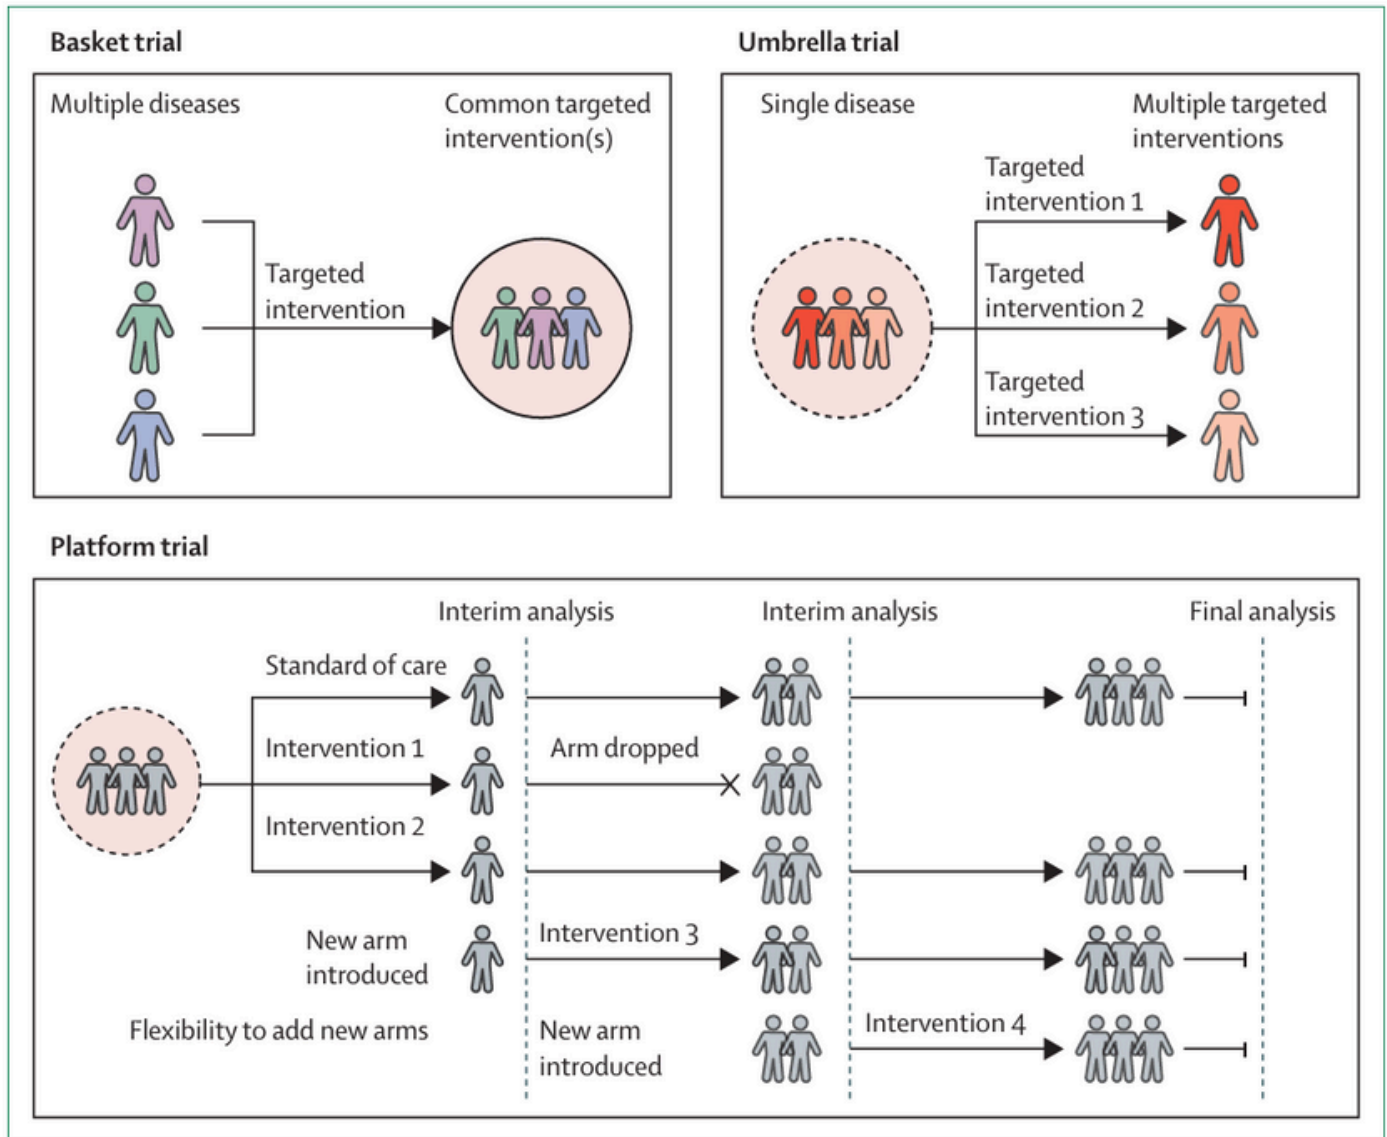 Basket trial
Multiple diseases
Common targeted
intervention(s)
Targeted
intervention
Umbrella trial
Single disease
Multiple targeted
interventions
Targeted
intervention 1
Targeted
intervention 2
Targeted
intervention 3
Platform trial
Interim analysis
Interim analysis
Final analysis
Standard of care
Intervention 1
Arm dropped
Intervention 2
New arm
introduced
Intervention 3
Flexibility to add new arms
New arm
introduced
Intervention 4